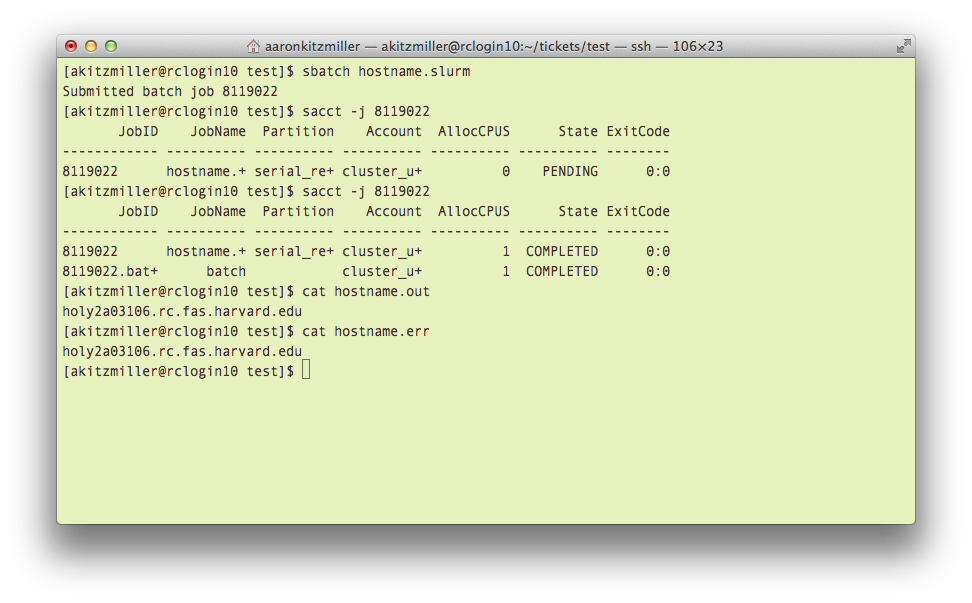 aaronkitzmiller — akitzmiller@rclogin10:~/tickets/test — ssh — 106×23
[akitzmiller@rclogin10 test]$ sbatch hostname.slurm
Submitted batch job 8119022
[akitzmiller@rclogin10 test]$ sacct -j 8119022
       JobID    JobName  Partition    Account  AllocCPUS      State ExitCode
------------ ---------- ---------- ---------- ---------- ---------- --------
8119022      hostname.+ serial_re+ cluster_u+          0    PENDING      0:0
[akitzmiller@rclogin10 test]$ sacct -j 8119022
       JobID    JobName  Partition    Account  AllocCPUS      State ExitCode
------------ ---------- ---------- ---------- ---------- ---------- --------
8119022      hostname.+ serial_re+ cluster_u+          1  COMPLETED      0:0
8119022.bat+      batch            cluster_u+          1  COMPLETED      0:0
[akitzmiller@rclogin10 test]$ cat hostname.out
holy2a03106.rc.fas.harvard.edu
[akitzmiller@rclogin10 test]$ cat hostname.err
holy2a03106.rc.fas.harvard.edu
[akitzmiller@rclogin10 test]$